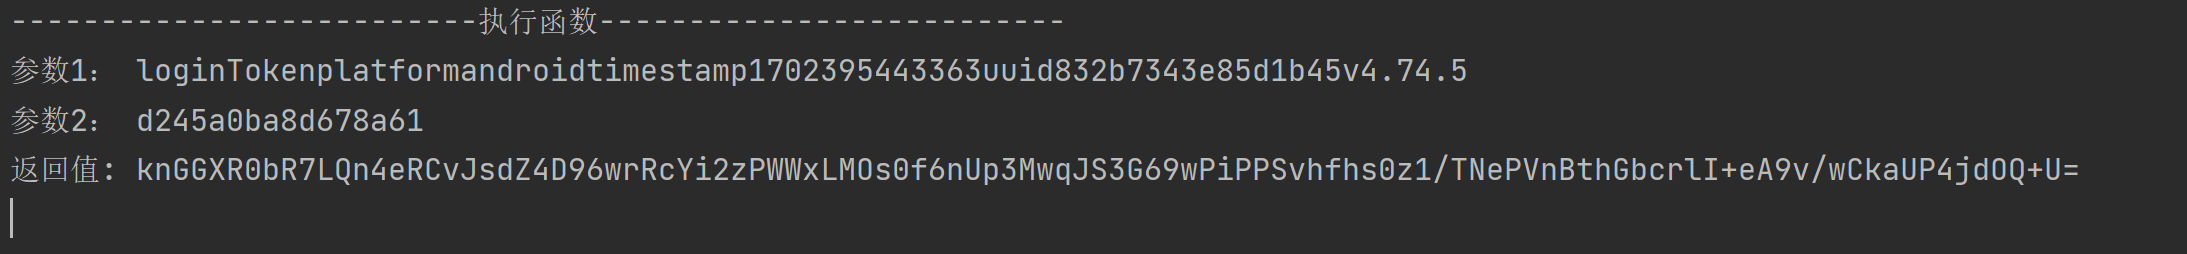 --------------------------执行函数--------------------------
参数1： loginTokenplatformandroidtimestamp1702395443363uuid832b7343e85d1b45v4.74.5
参数2： d245a0ba8d678a61
返回值: knGGXR0bR7LQn4eRCvJsdZ4D96wrRcYi2zPWWxLMOs0f6nUp3MwqJS3G69wPiPPSvhfhs0z1/TNePVnBthGbcrlI+eA9v/wCkaUP4jdOQ+U=